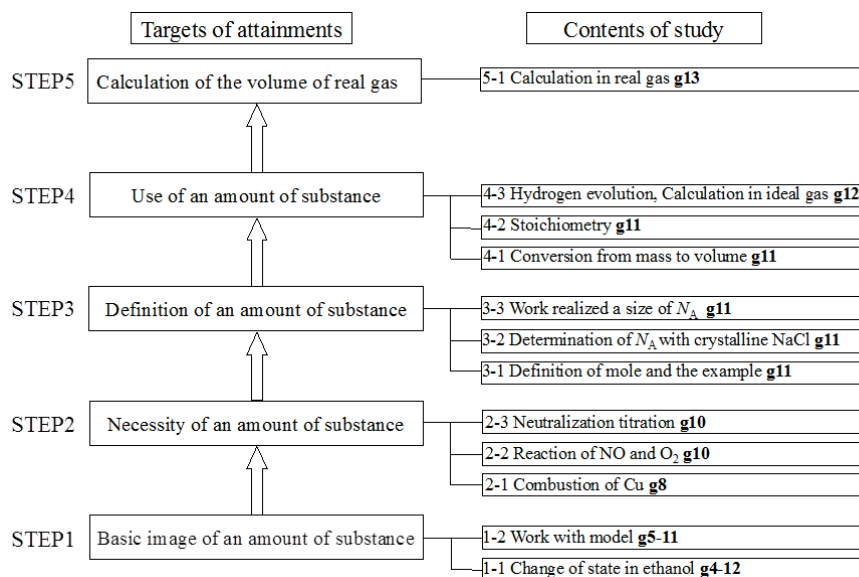 Targets of attainments
Contents of study
STEP5
Calculation of the volume of real gas
5-1 Calculation in real gas g13
STEP4
Use of an amount of substance
4-3 Hydrogen evolution, Calculation in ideal gas g12
4-2 Stoichiometry g11
4-1 Conversion from mass to volume g11
STEP3
Definition of an amount of substance
3-3 Work realized a size of N_A g11
3-2 Determination of N_A with crystalline NaCl g11
3-1 Definition of mole and the example g11
STEP2
Necessity of an amount of substance
2-3 Neutralization titration g10
2-2 Reaction of NO and O₂ g10
2-1 Combustion of Cu g8
STEP1
Basic image of an amount of substance
1-2 Work with model g5-11
1-1 Change of state in ethanol g4-12